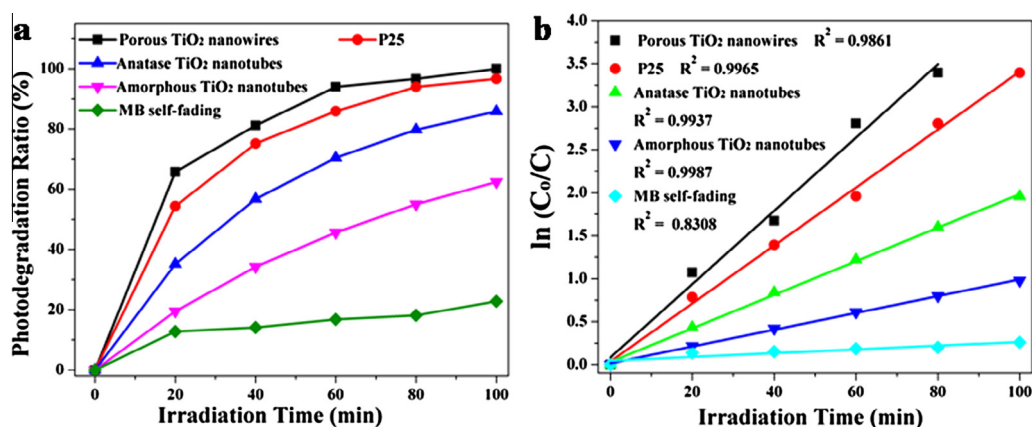 a
Porous TiO₂ nanowires
P25
Anatase TiO₂ nanotubes
Amorphous TiO₂ nanotubes
MB self-fading
Photodegradation Ratio (%)
100
80
60
40
20
0
0 20 40 60 80 100
Irradiation Time (min)
b
Porous TiO₂ nanowires R² = 0.9861
P25 R² = 0.9965
Anatase TiO₂ nanotubes
R² = 0.9937
Amorphous TiO₂ nanotubes
R² = 0.9987
MB self-fading
R² = 0.8308
ln (C₀/C)
3.5
3.0
2.5
2.0
1.5
1.0
0.5
0.0
0 20 40 60 80 100
Irradiation Time (min)